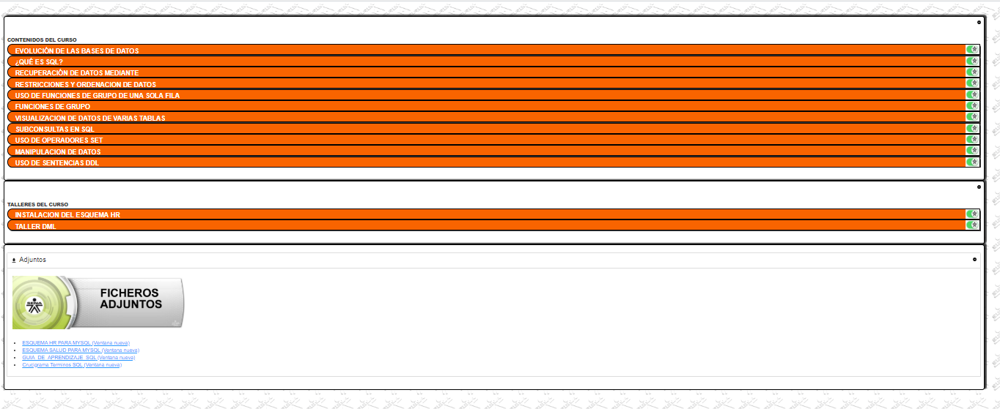 CONTENIDOS DEL CURSO
EVOLUCIÓN DE LAS BASES DE DATOS
¿QUÉ ES SQL?
RECUPERACIÓN DE DATOS MEDIANTE
RESTRICCIONES Y ORDENACION DE DATOS
USO DE FUNCIONES DE GRUPO DE UNA SOLA FILA
FUNCIONES DE GRUPO
VISUALIZACION DE DATOS DE VARIAS TABLAS
SUBCONSULTAS EN SQL
USO DE OPERADORES SET
MANIPULACION DE DATOS
USO DE SENTENCIAS DDL
TALLERES DEL CURSO
INSTALACION DEL ESQUEMA HR
TALLER DML
Adjuntos
SENA
FICHEROS
ADJUNTOS
ESQUEMA HR PARA MYSQL (Ventana nueva)
ESQUEMA SALUD PARA MYSQL (Ventana nueva)
GUIA_DE_APRENDIZAJE_SQL (Ventana nueva)
Crucigrama Terminos SQL (Ventana nueva)